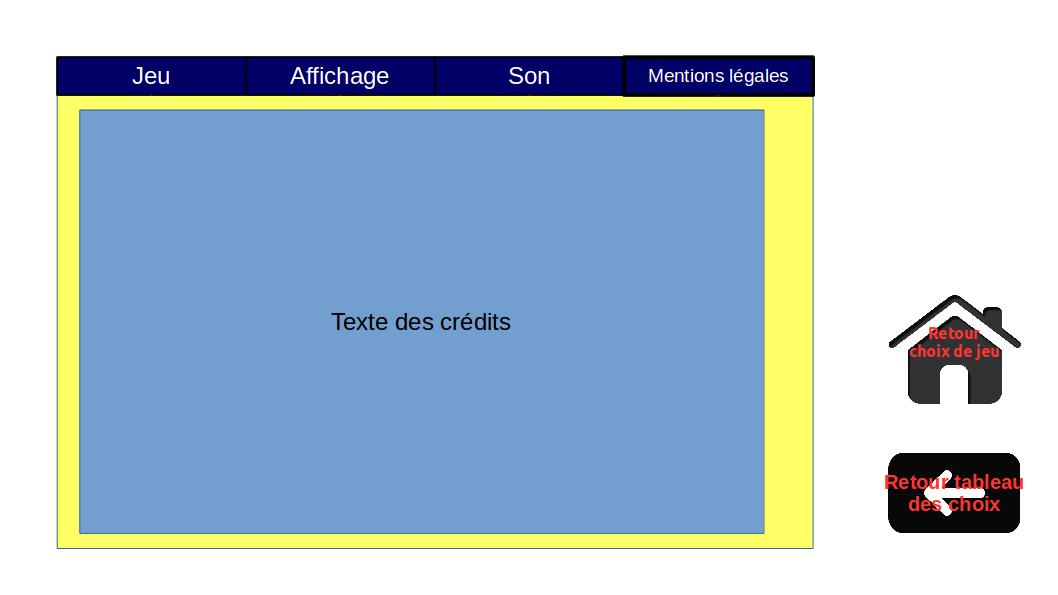 Jeu
Affichage
Son
Mentions légales
Texte des crédits
Retour
choix de jeu
Retour tableau
des choix